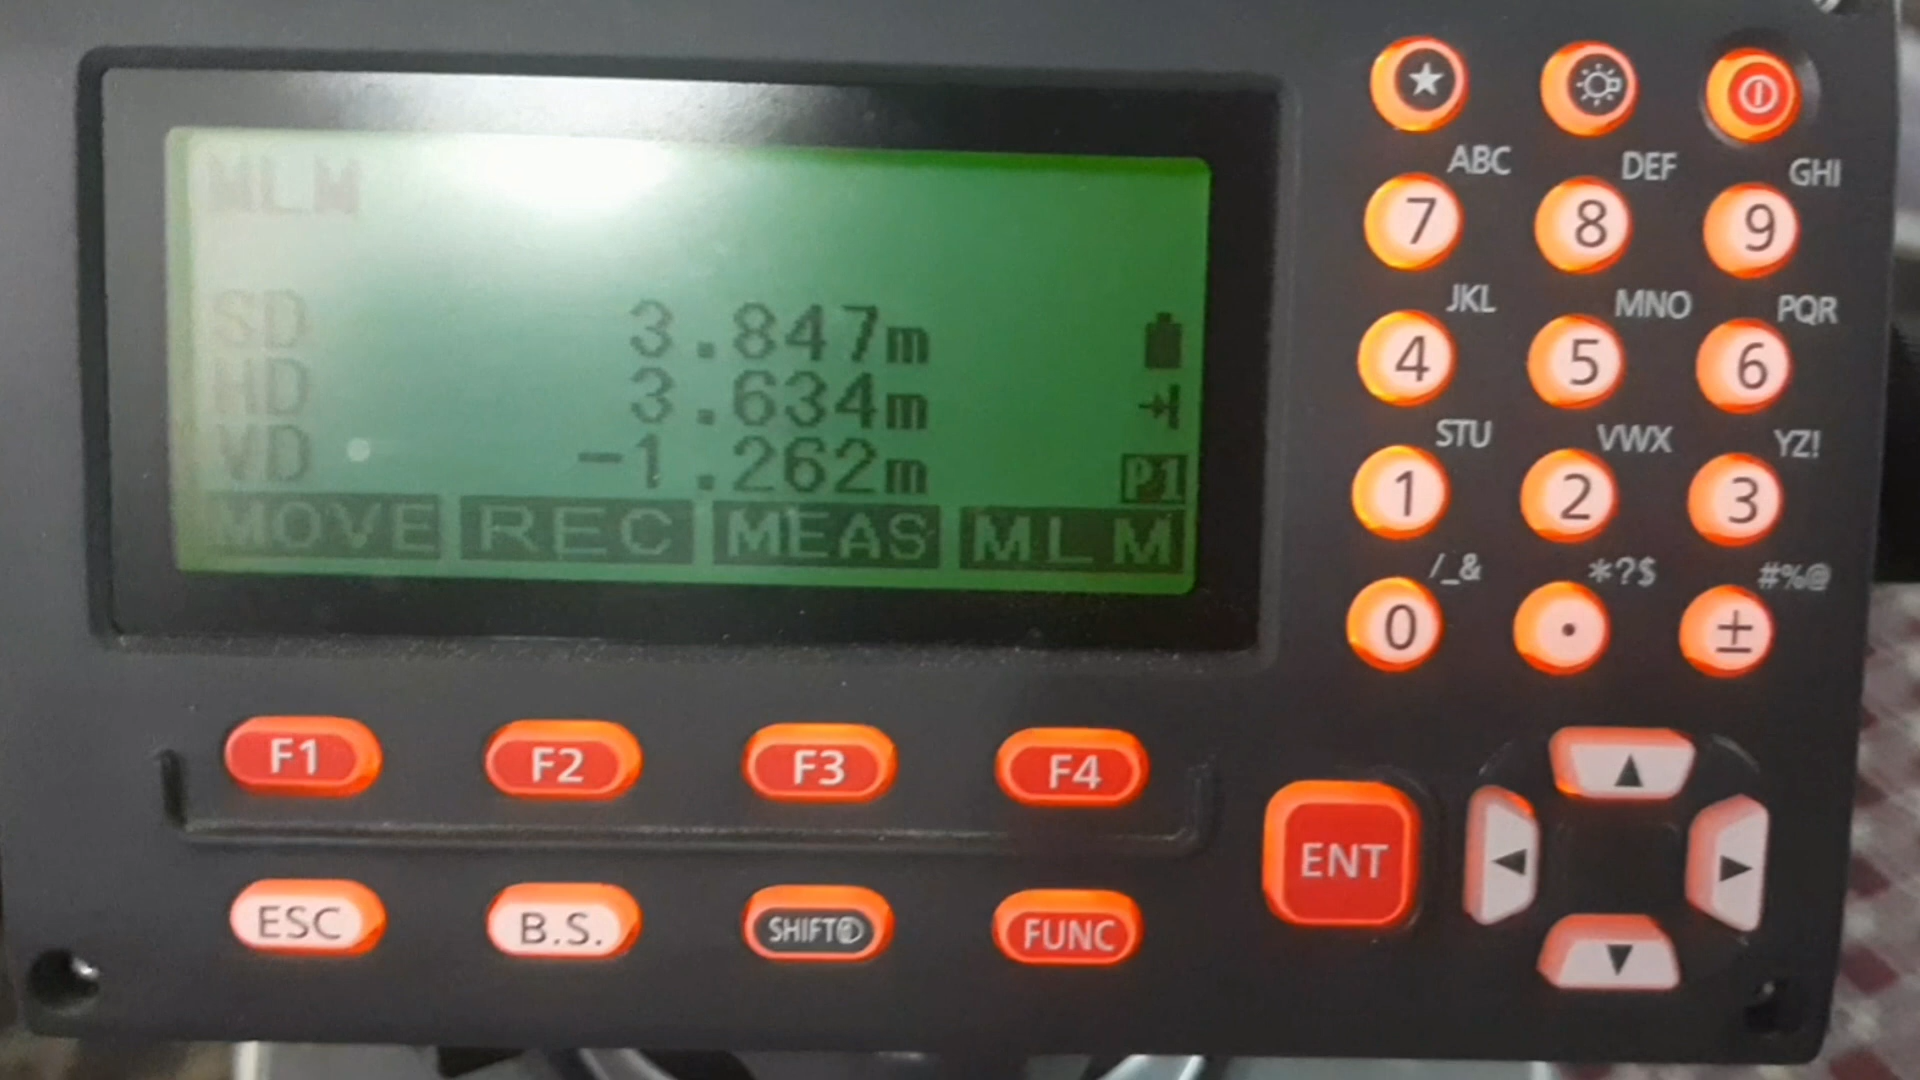 MLM
SD 3.847m
HD 3.634m
VD -1.262m
P1
MOVE REC MEAS MLM
F1 F2 F3 F4
ESC B.S. SHIFT FUNC
ABC DEF GHI
7 8 9
JKL MNO PQR
4 5 6
STU VWX YZ!
1 2 3
/_& *?$ #%@
0 . ±
ENT